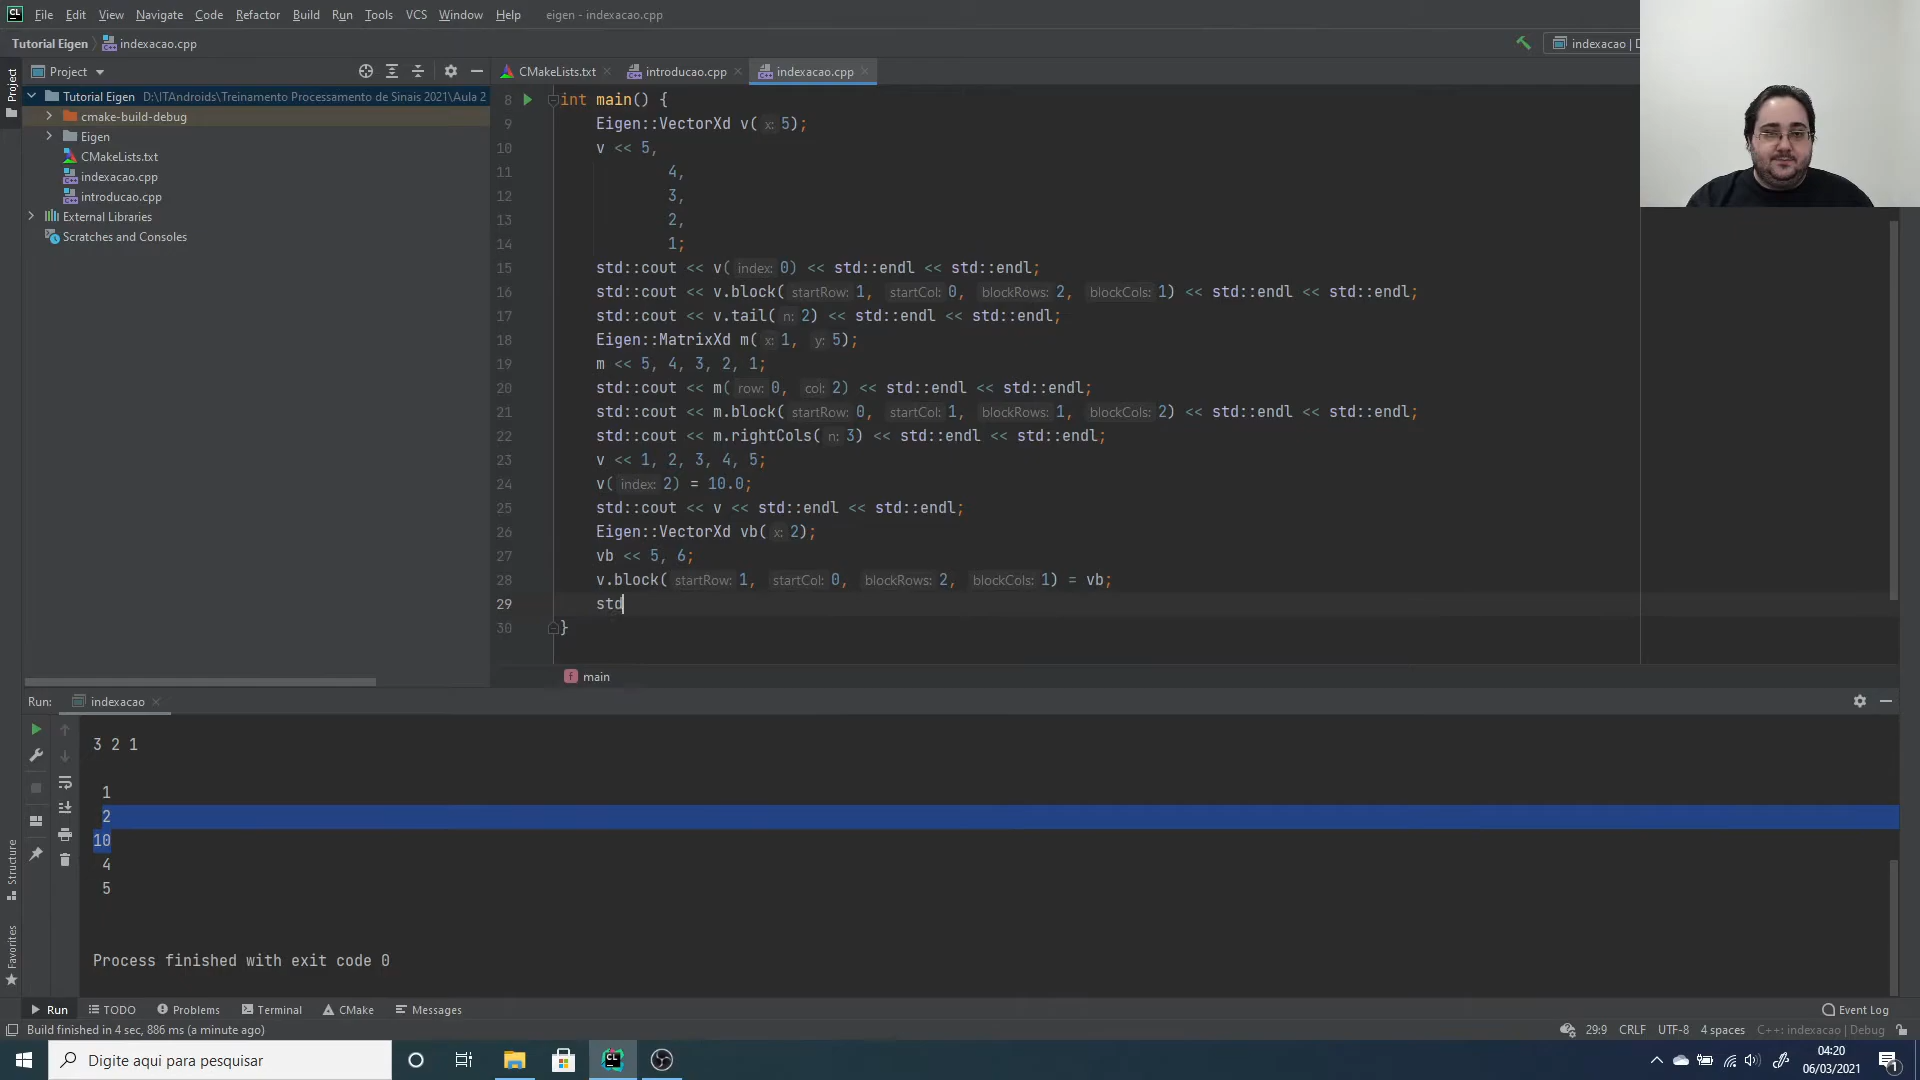 File Edit View Navigate Code Refactor Build Run Tools VCS Window Help eigen - indexacao.cpp
Tutorial Eigen indexacao.cpp
indexacao | D
Project
CMakeLists.txt introducao.cpp indexacao.cpp
Project
Tutorial Eigen D:\ITAndroids\Treinamento Processamento de Sinais 2021\Aula 2
cmake-build-debug
Eigen
CMakeLists.txt
indexacao.cpp
introducao.cpp
External Libraries
Scratches and Consoles
8 int main() {
9 Eigen::VectorXd v( x: 5);
10 v << 5,
11 4,
12 3,
13 2,
14 1;
15 std::cout << v( index: 0) << std::endl << std::endl;
16 std::cout << v.block( startRow: 1, startCol: 0, blockRows: 2, blockCols: 1) << std::endl << std::endl;
17 std::cout << v.tail( n: 2) << std::endl << std::endl;
18 Eigen::MatrixXd m( x: 1, y: 5);
19 m << 5, 4, 3, 2, 1;
20 std::cout << m( row: 0, col: 2) << std::endl << std::endl;
21 std::cout << m.block( startRow: 0, startCol: 1, blockRows: 1, blockCols: 2) << std::endl << std::endl;
22 std::cout << m.rightCols( n: 3) << std::endl << std::endl;
23 v << 1, 2, 3, 4, 5;
24 v( index: 2) = 10.0;
25 std::cout << v << std::endl << std::endl;
26 Eigen::VectorXd vb( x: 2);
27 vb << 5, 6;
28 v.block( startRow: 1, startCol: 0, blockRows: 2, blockCols: 1) = vb;
29 std
30 }
f main
Run: indexacao
3 2 1
1
2
10
4
5
Process finished with exit code 0
Structure
Favorites
Run TODO Problems Terminal CMake Messages Event Log
Build finished in 4 sec, 886 ms (a minute ago) 29:9 CRLF UTF-8 4 spaces C++: indexacao | Debug
Digite aqui para pesquisar
04:20
06/03/2021
1